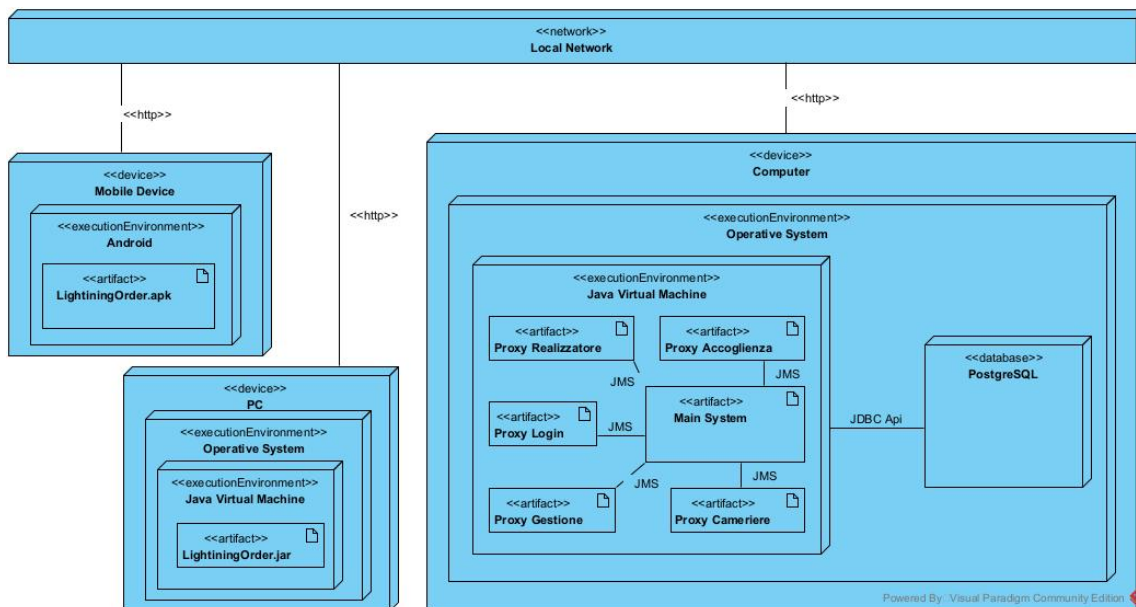 <<network>>
Local Network
<<http>>
<<http>>
<<http>>
<<device>>
Mobile Device
<<executionEnvironment>>
Android
<<artifact>>
LightiningOrder.apk
<<device>>
PC
<<executionEnvironment>>
Operative System
<<executionEnvironment>>
Java Virtual Machine
<<artifact>>
LightiningOrder.jar
<<device>>
Computer
<<executionEnvironment>>
Operative System
<<executionEnvironment>>
Java Virtual Machine
<<artifact>>
Proxy Realizzatore
<<artifact>>
Proxy Accoglienza
JMS
JMS
<<artifact>>
Proxy Login
JMS
<<artifact>>
Main System
JMS
JMS
<<artifact>>
Proxy Gestione
<<artifact>>
Proxy Cameriere
JDBC Api
<<database>>
PostgreSQL
Powered By: Visual Paradigm Community Edition